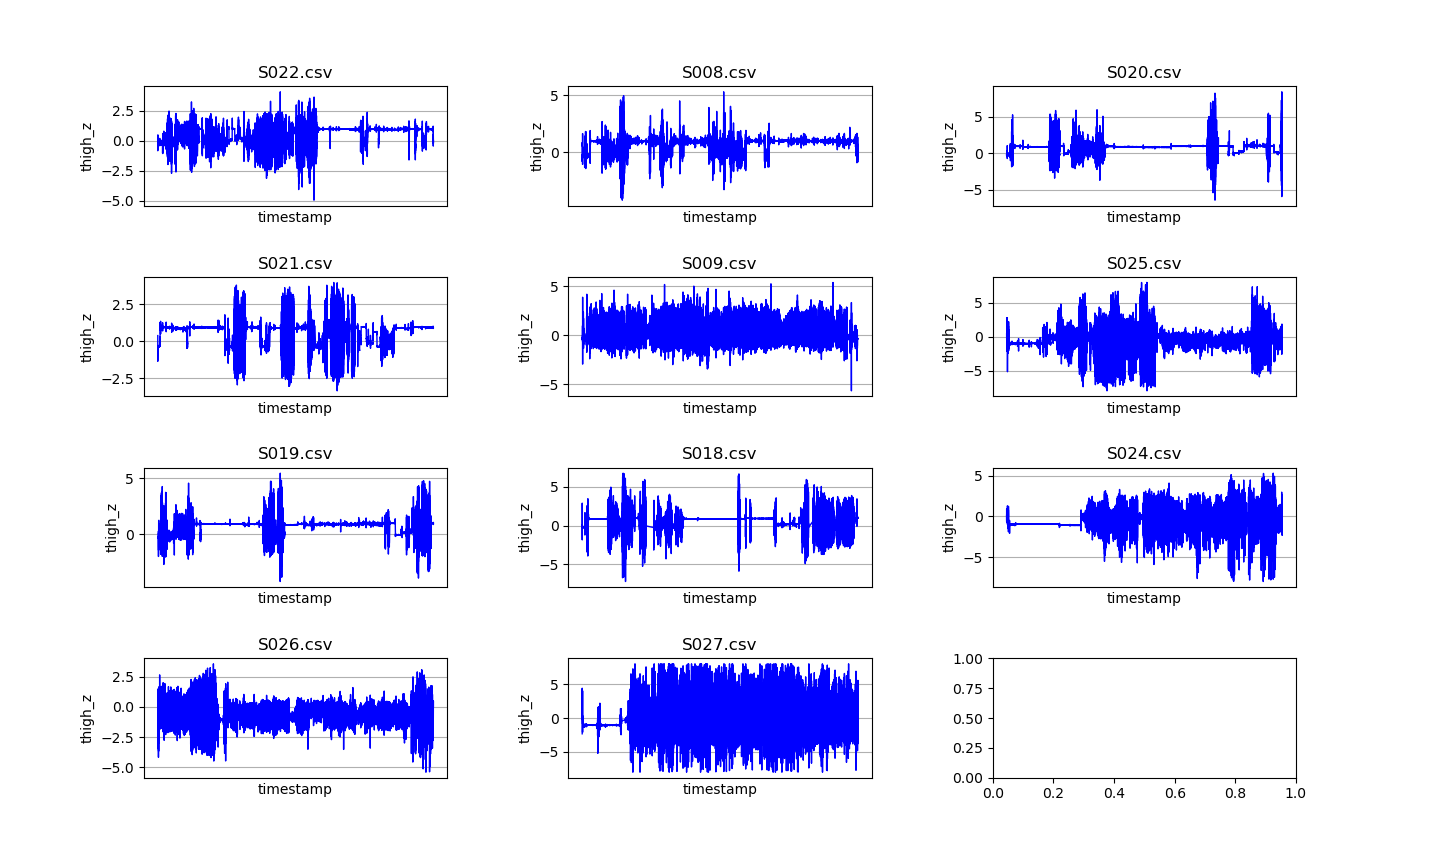 S022.csv
S008.csv
S020.csv
2.5
0.0
−2.5
−5.0
thigh_z
timestamp
5
0
thigh_z
timestamp
5
0
−5
thigh_z
timestamp
S021.csv
S009.csv
S025.csv
2.5
0.0
−2.5
thigh_z
timestamp
5
0
−5
thigh_z
timestamp
5
0
−5
thigh_z
timestamp
S019.csv
S018.csv
S024.csv
5
0
thigh_z
timestamp
5
0
−5
thigh_z
timestamp
5
0
−5
thigh_z
timestamp
S026.csv
S027.csv
2.5
0.0
−2.5
−5.0
thigh_z
timestamp
5
0
−5
thigh_z
timestamp
1.00
0.75
0.50
0.25
0.00
0.0 0.2 0.4 0.6 0.8 1.0